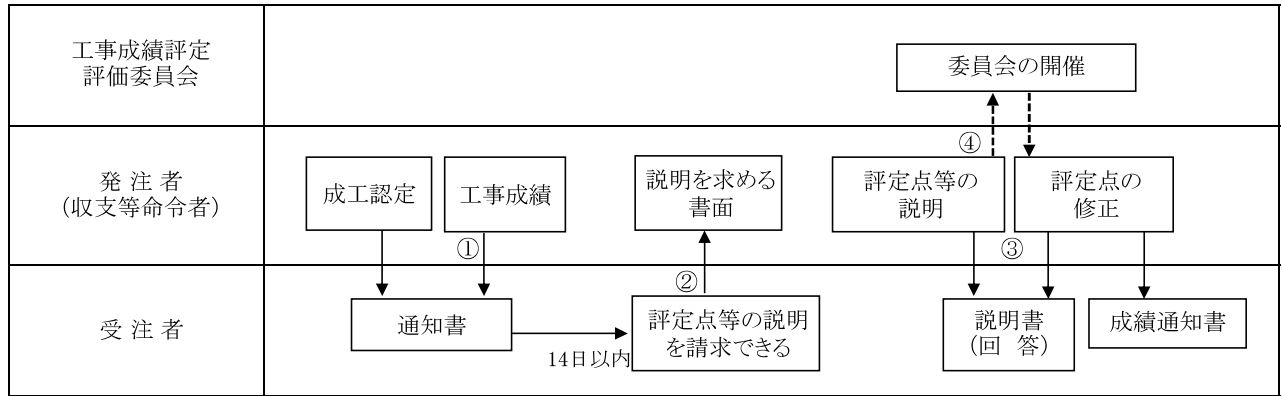 工事成績評定
評価委員会
委員会の開催
④
発 注 者
(収支等命令者)
成工認定
工事成績
説明を求める
書面
評定点等の
説明
評定点の
修正
①
②
③
受 注 者
通知書
14日以内
評定点等の説明
を請求できる
説明書
(回　答)
成績通知書